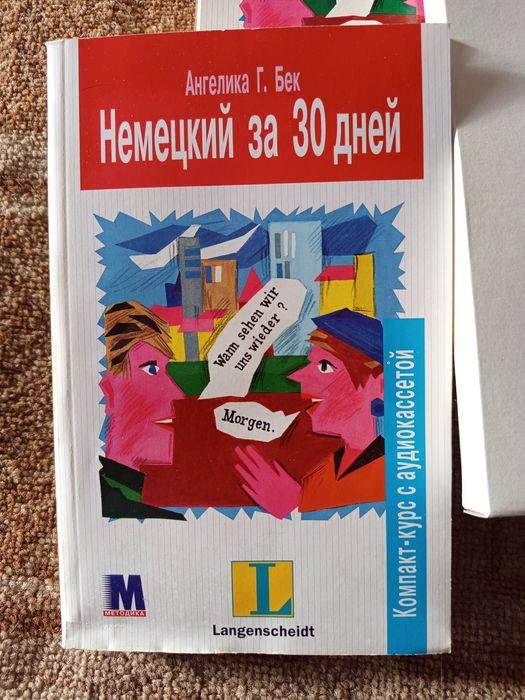 Ангелика Г. Бек
Немецкий за 30 дней
Wann sehen wir
uns wieder ?
Morgen.
Компакт-курс с аудиокассетой
М
МЕТОДИКА
L
Langenscheidt